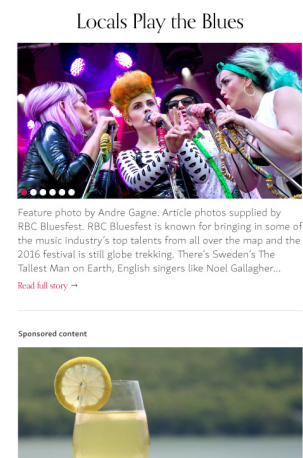 Locals Play the Blues
Feature photo by Andre Gagne. Article photos supplied by
RBC Bluesfest. RBC Bluesfest is known for bringing in some of
the music industry’s top talents from all over the map and the
2016 festival is still globe trekking. There’s Sweden’s The
Tallest Man on Earth, English singers like Noel Gallagher...
Read full story →
Sponsored content